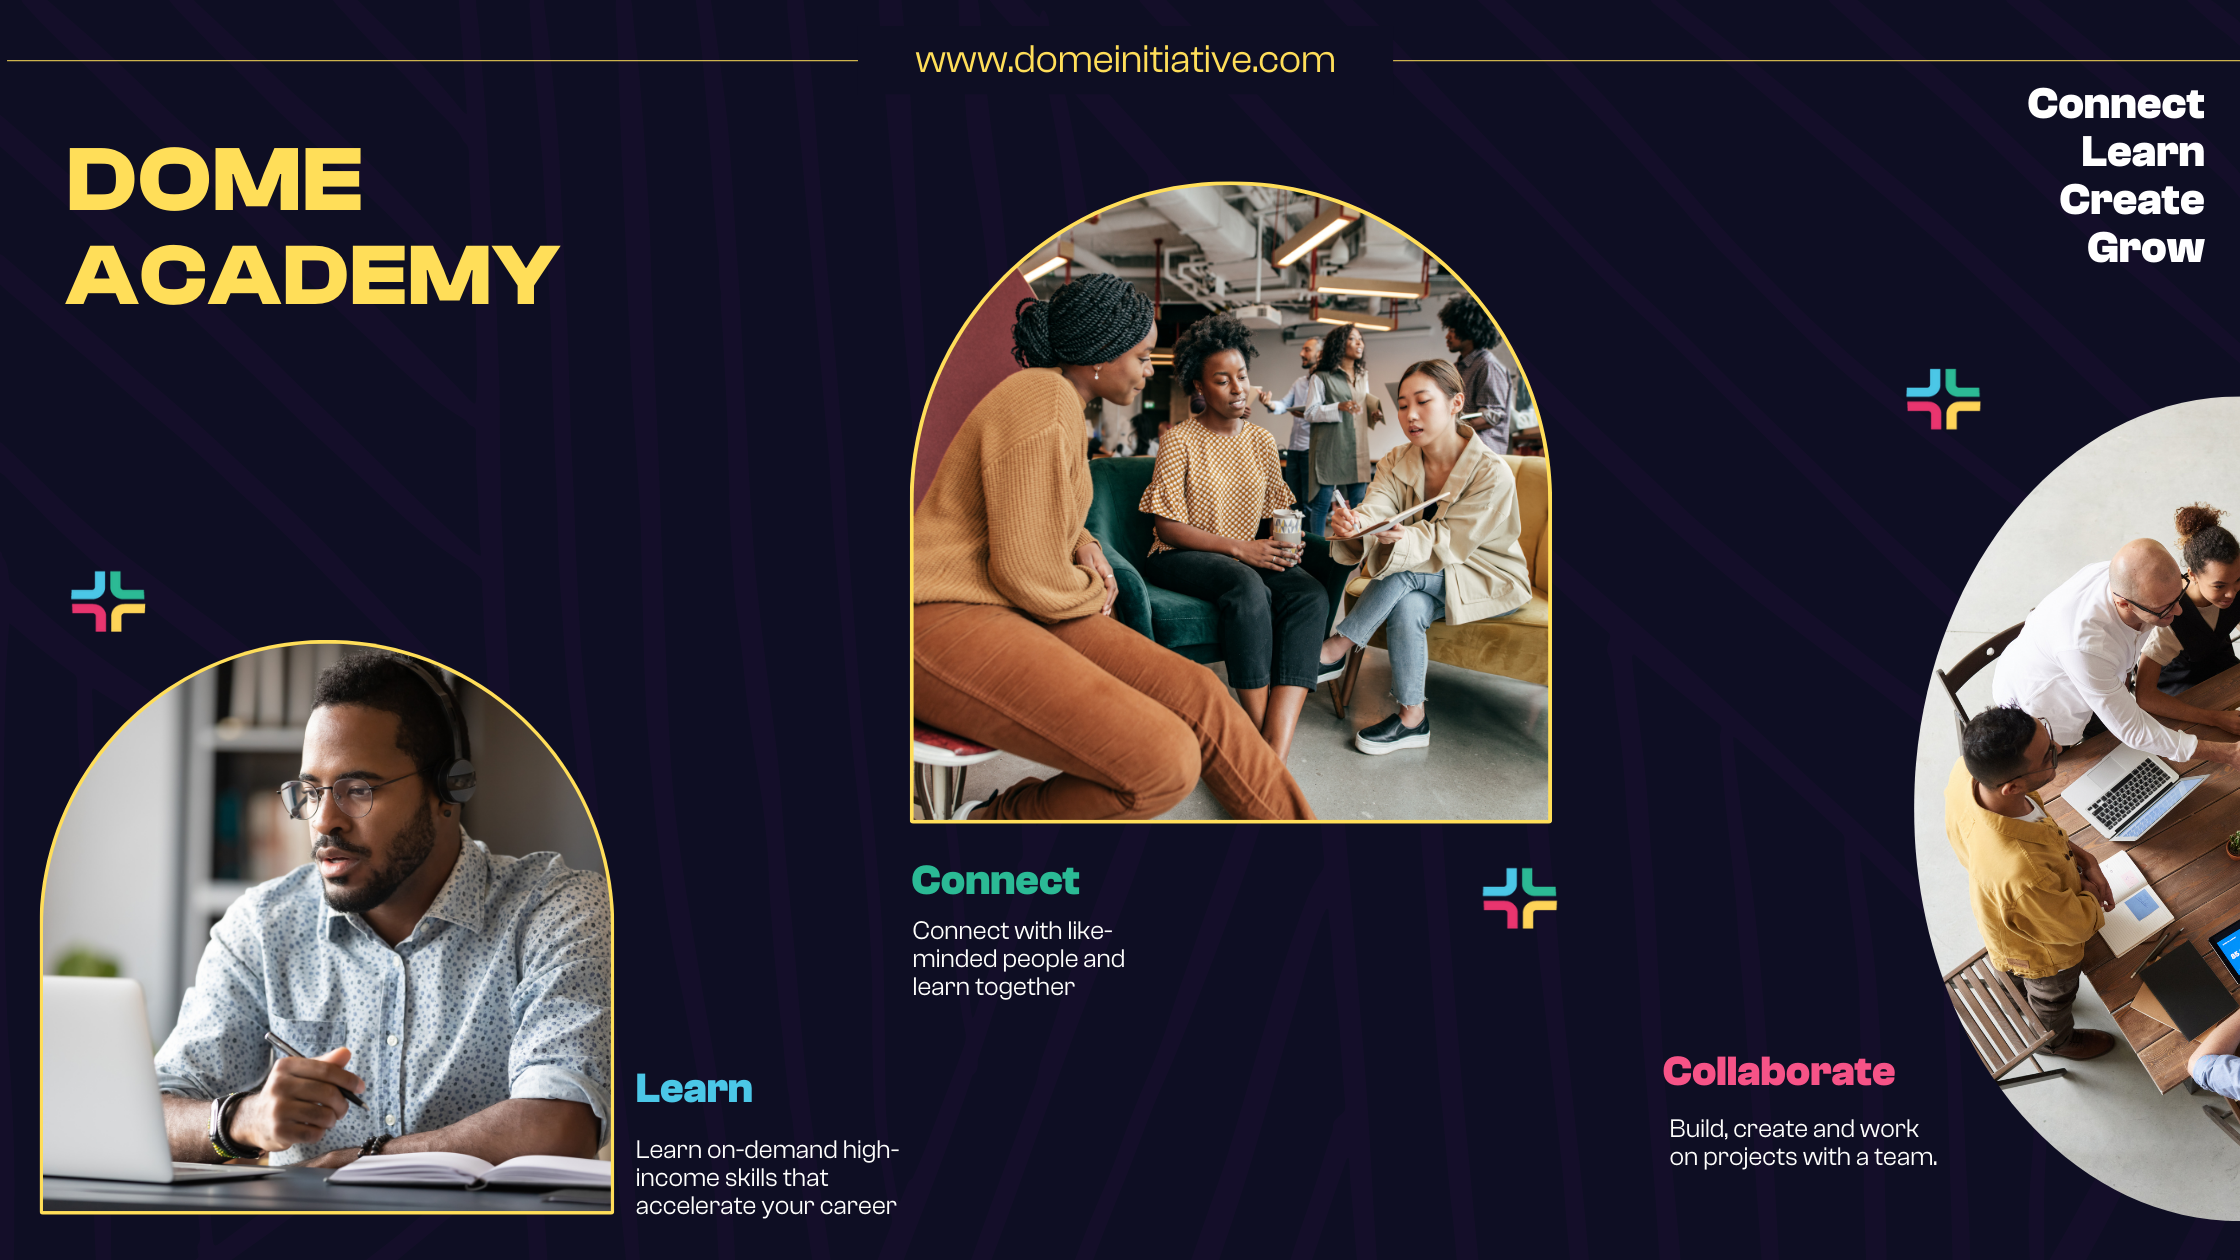 www.domeinitiative.com
DOME
ACADEMY
Connect
Learn
Create
Grow
Connect
Connect with like-
minded people and
learn together
Learn
Learn on-demand high-
income skills that
accelerate your career
Collaborate
Build, create and work
on projects with a team.